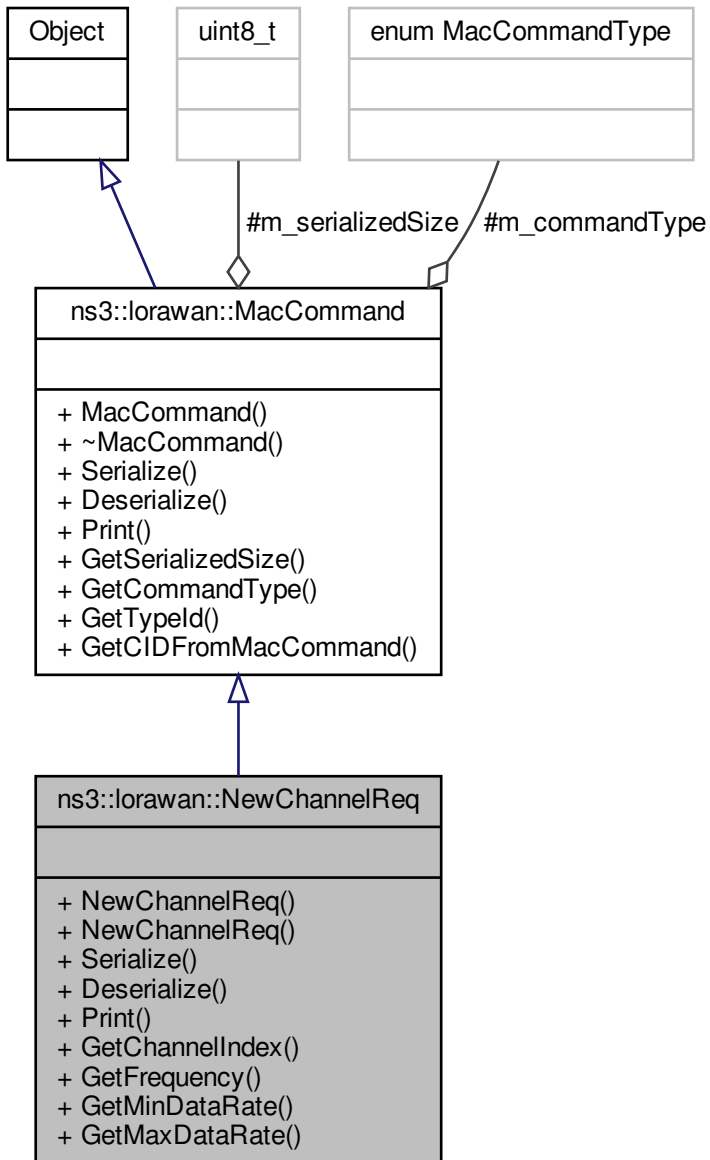 Object
uint8_t
enum MacCommandType
#m_serializedSize
#m_commandType
ns3::lorawan::MacCommand
+ MacCommand()
+ ~MacCommand()
+ Serialize()
+ Deserialize()
+ Print()
+ GetSerializedSize()
+ GetCommandType()
+ GetTypeId()
+ GetCIDFromMacCommand()
ns3::lorawan::NewChannelReq
+ NewChannelReq()
+ NewChannelReq()
+ Serialize()
+ Deserialize()
+ Print()
+ GetChannelIndex()
+ GetFrequency()
+ GetMinDataRate()
+ GetMaxDataRate()